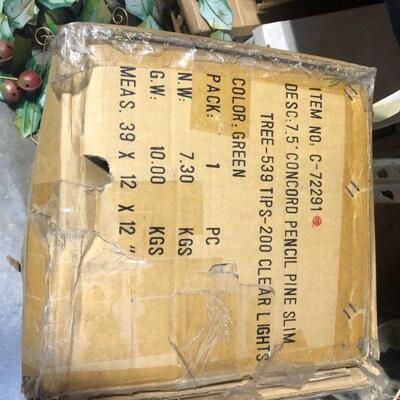 ITEM NO: C-72291
DESC: 7.5' CONCORD PENCIL PINE SLIM
TREE-539 TIPS-200 CLEAR LIGHTS
COLOR: GREEN
PACK: 1 PC
N.W: 7.30 KGS
G.W: 10.00 KGS
MEAS. 39 X 12 X 12 "